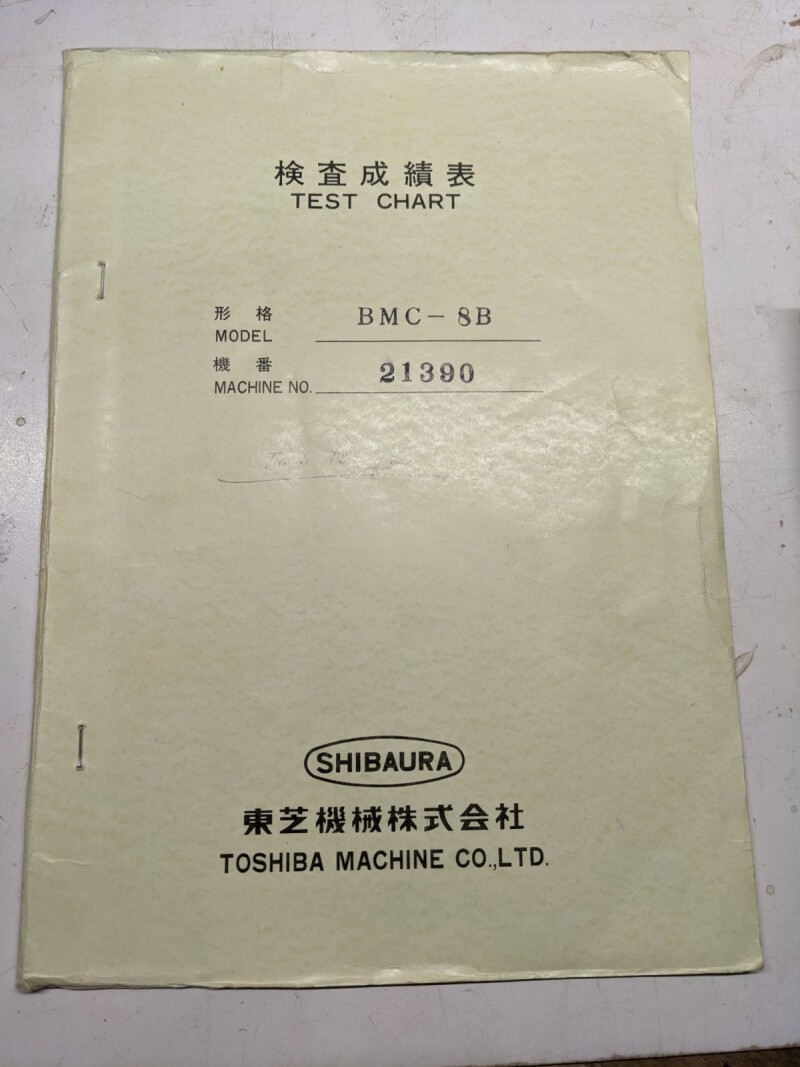 検査成績表
TEST CHART
形格 BMC-8B
MODEL
機番 21390
MACHINE NO.
SHIBAURA
東芝機械株式会社
TOSHIBA MACHINE CO.,LTD.